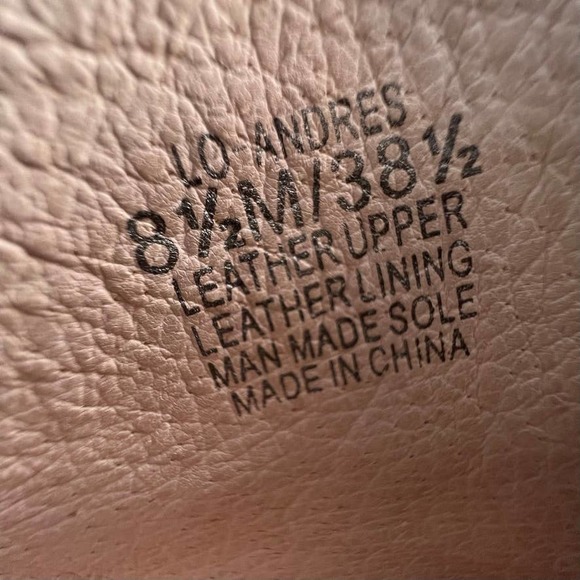 LO-ANDRES
8½M/38½
LEATHER UPPER
LEATHER LINING
MAN MADE SOLE
MADE IN CHINA